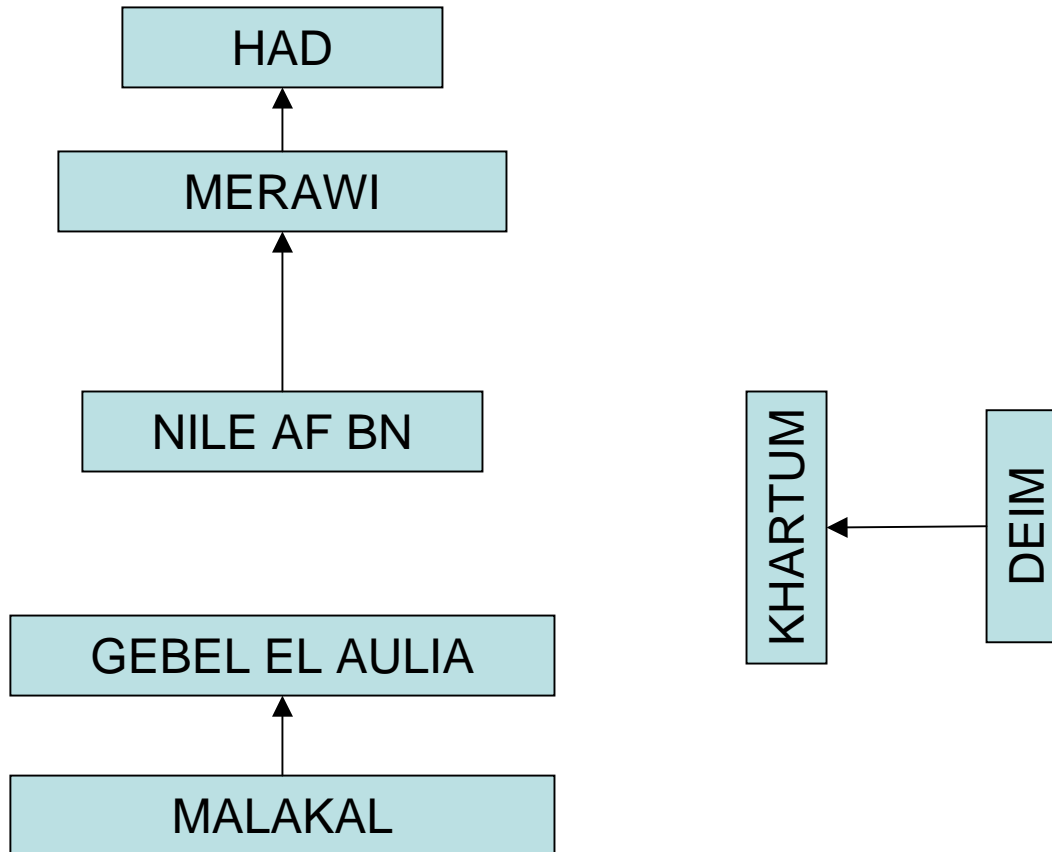 HAD
MERAWI
NILE AF BN
KHARTUM
DEIM
GEBEL EL AULIA
MALAKAL